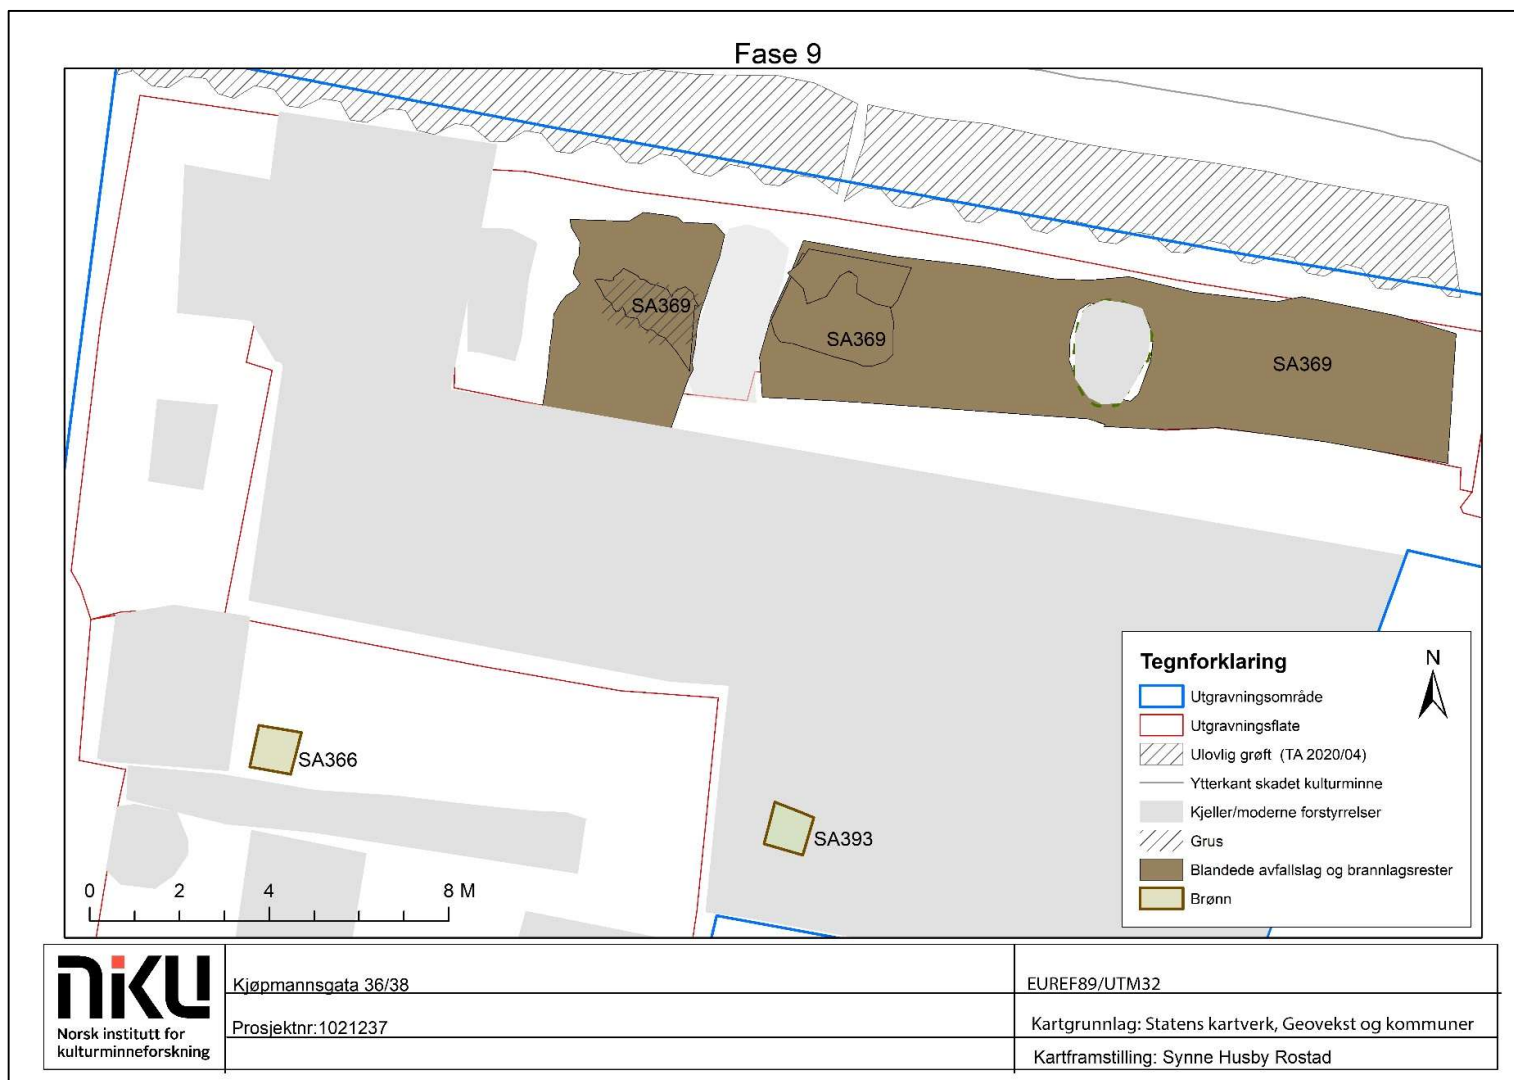 Fase 9
SA369
SA369
SA369
SA366
SA393
0 2 4 8 M
Tegnforklaring
N
Utgravningsområde
Utgravningsflate
Ulovlig grøft (TA 2020/04)
Ytterkant skadet kulturminne
Kjeller/moderne forstyrrelser
Grus
Blandede avfallslag og brannlagsrester
Brønn
NIKU
Norsk institutt for
kulturminneforskning
Kjøpmannsgata 36/38
Prosjektnr:1021237
EUREF89/UTM32
Kartgrunnlag: Statens kartverk, Geovekst og kommuner
Kartframstilling: Synne Husby Rostad